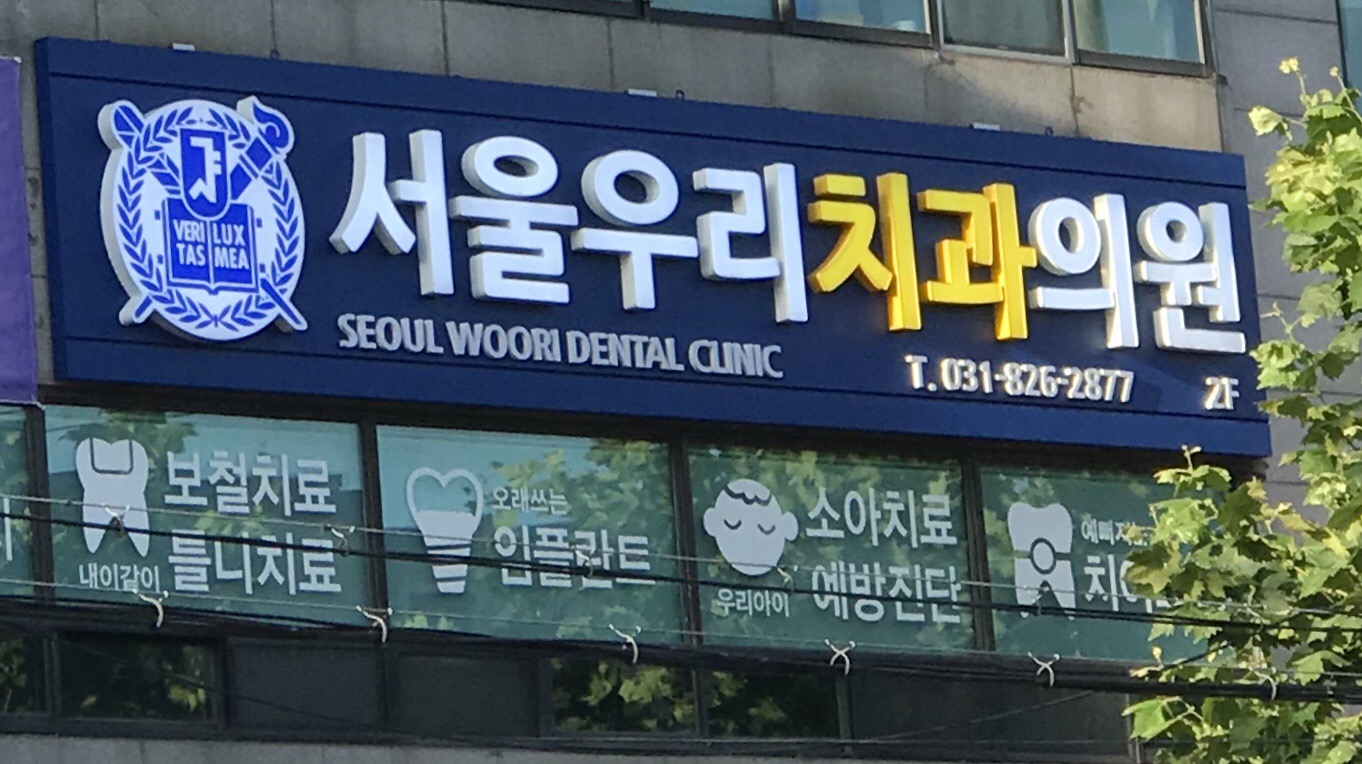 VERI LUX
TAS MEA
서울우리치과의원
SEOUL WOORI DENTAL CLINIC
T. 031-826-2877
2F
보철치료
내이같이 틀니치료
오래쓰는
임플란트
소아치료
우리아이 예방진단